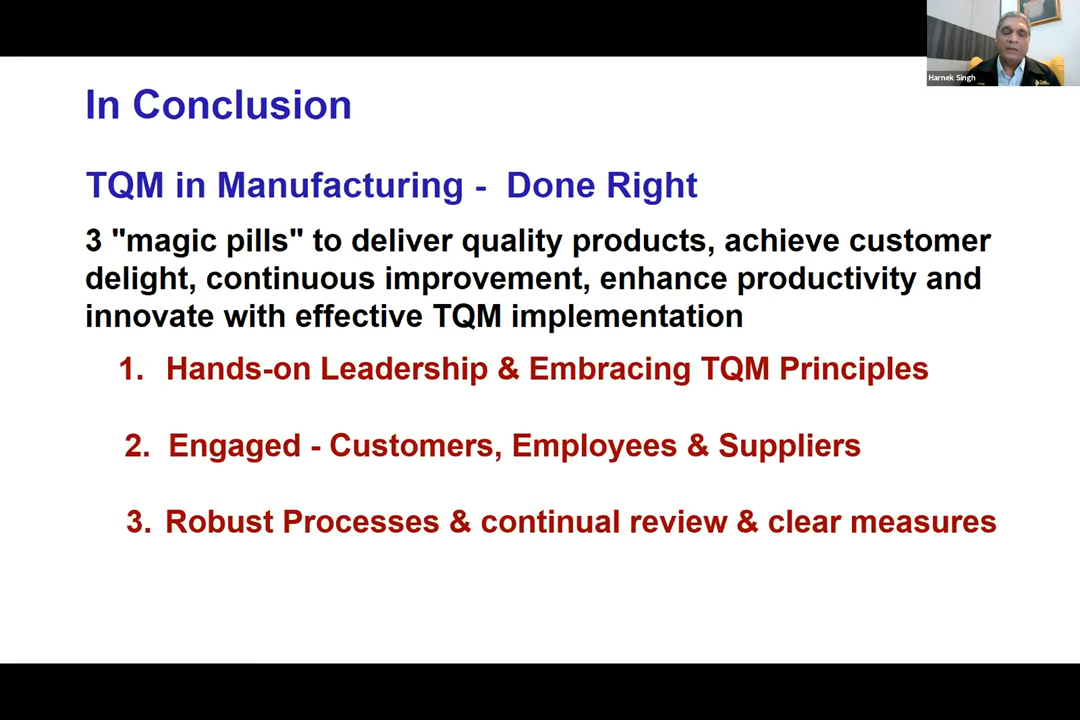 Harnek Singh
In Conclusion
TQM in Manufacturing - Done Right
3 "magic pills" to deliver quality products, achieve customer
delight, continuous improvement, enhance productivity and
innovate with effective TQM implementation
1. Hands-on Leadership & Embracing TQM Principles
2. Engaged - Customers, Employees & Suppliers
3. Robust Processes & continual review & clear measures